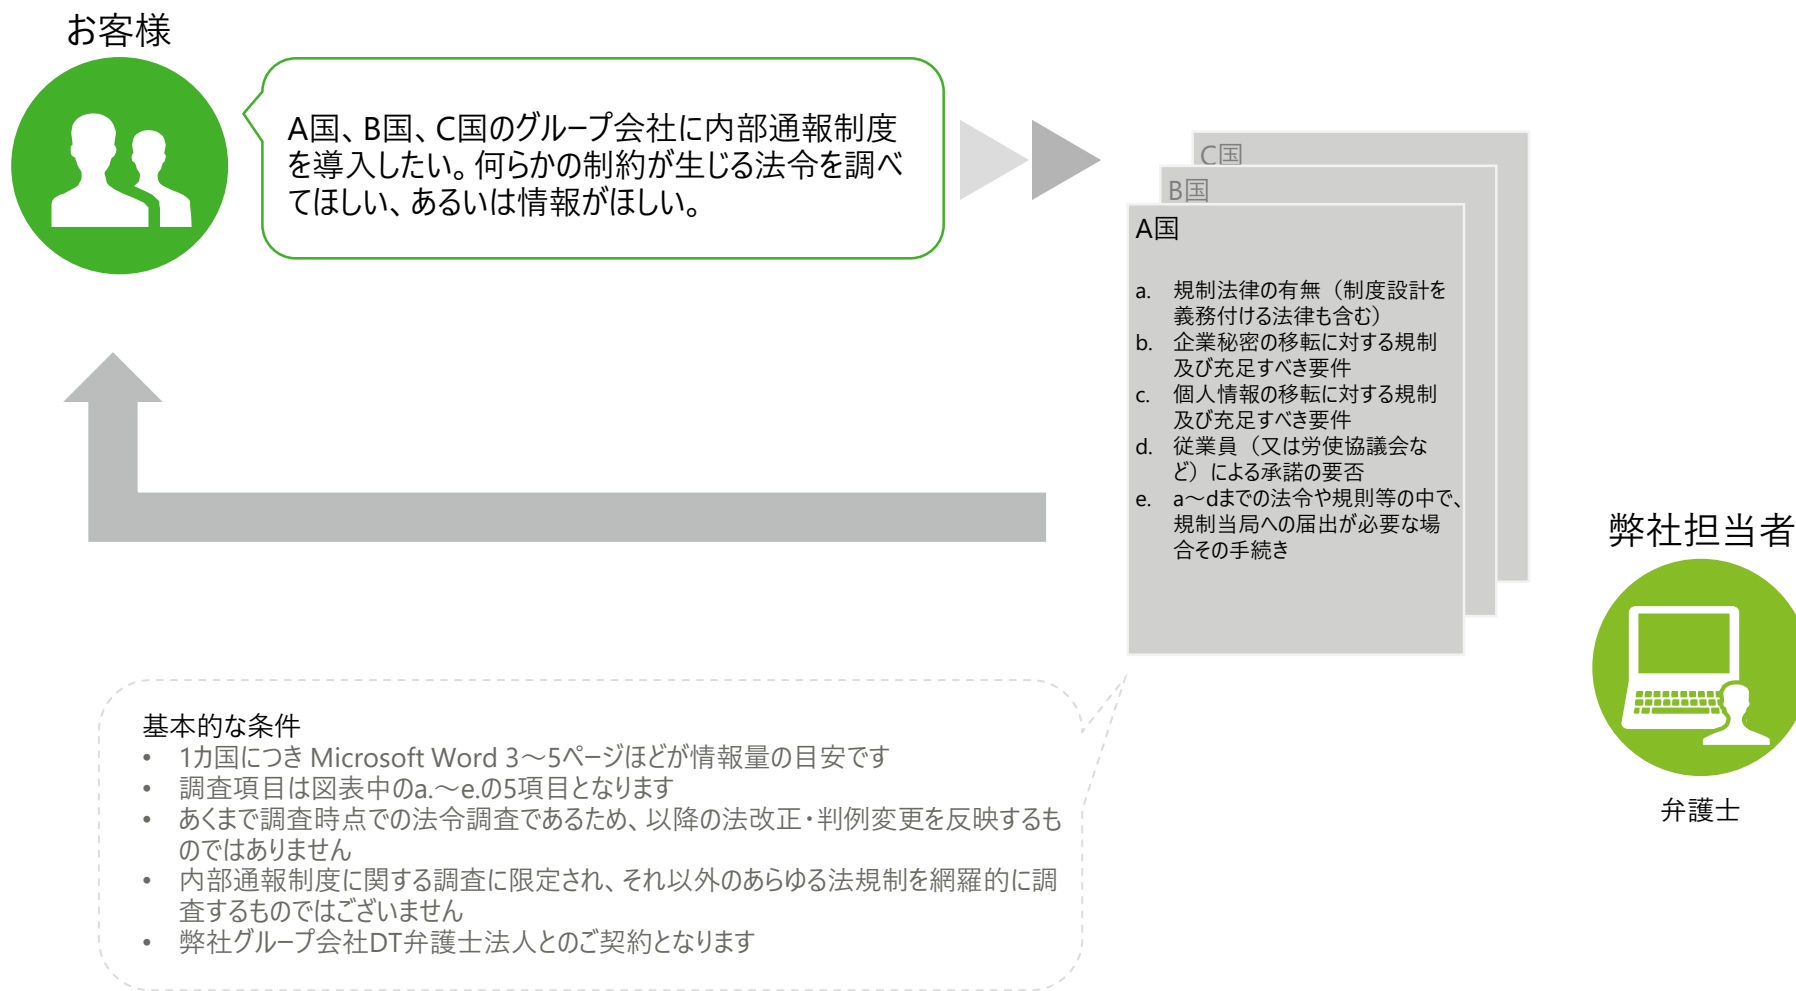 お客様
A国、B国、C国のグループ会社に内部通報制度
を導入したい。何らかの制約が生じる法令を調べ
てほしい、あるいは情報がほしい。
C国
B国
A国
a. 規制法律の有無（制度設計を
義務付ける法律も含む）
b. 企業秘密の移転に対する規制
及び充足すべき要件
c. 個人情報の移転に対する規制
及び充足すべき要件
d. 従業員（又は労使協議会な
ど）による承諾の要否
e. a～dまでの法令や規則等の中で、
規制当局への届出が必要な場
合その手続き
弊社担当者
弁護士
基本的な条件
• 1カ国につき Microsoft Word 3～5ページほどが情報量の目安です
• 調査項目は図表中のa.～e.の5項目となります
• あくまで調査時点での法令調査であるため、以降の法改正・判例変更を反映するも
のではありません
• 内部通報制度に関する調査に限定され、それ以外のあらゆる法規制を網羅的に調
査するものではございません
• 弊社グループ会社DT弁護士法人とのご契約となります